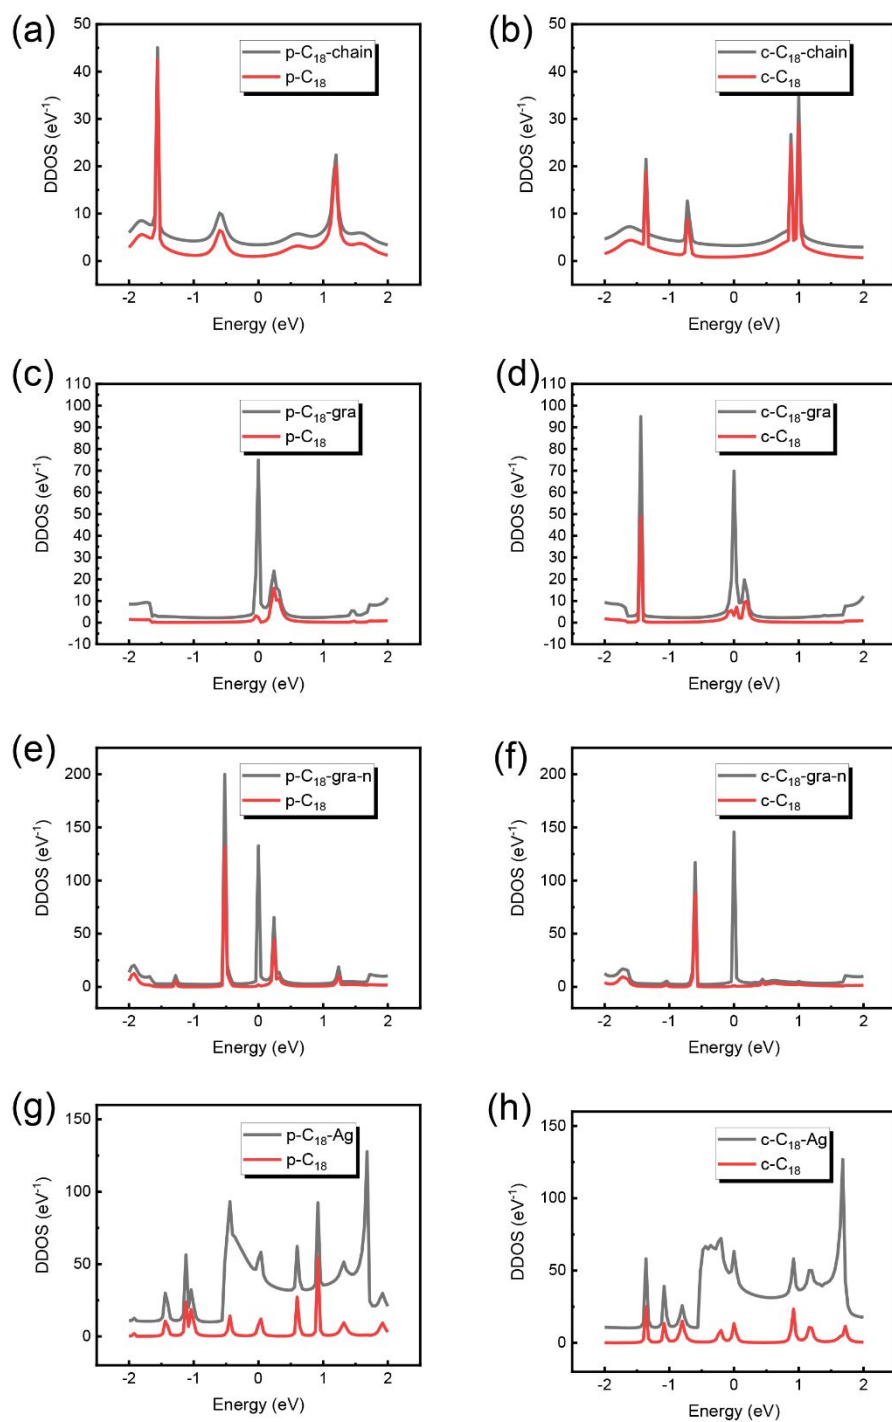 (a)
50
40
30
20
10
0
DDOS (eV⁻¹)
p-C₁₈-chain
p-C₁₈
-2 -1 0 1 2
Energy (eV)
(b)
50
40
30
20
10
0
DDOS (eV⁻¹)
c-C₁₈-chain
c-C₁₈
-2 -1 0 1 2
Energy (eV)
(c)
110
100
90
80
70
60
50
40
30
20
10
0
-10
DDOS (eV⁻¹)
p-C₁₈-gra
p-C₁₈
-2 -1 0 1 2
Energy (eV)
(d)
110
100
90
80
70
60
50
40
30
20
10
0
-10
DDOS (eV⁻¹)
c-C₁₈-gra
c-C₁₈
-2 -1 0 1 2
Energy (eV)
(e)
200
150
100
50
0
DDOS (eV⁻¹)
p-C₁₈-gra-n
p-C₁₈
-2 -1 0 1 2
Energy (eV)
(f)
200
150
100
50
0
DDOS (eV⁻¹)
c-C₁₈-gra-n
c-C₁₈
-2 -1 0 1 2
Energy (eV)
(g)
150
100
50
0
DDOS (eV⁻¹)
p-C₁₈-Ag
p-C₁₈
-2 -1 0 1 2
Energy (eV)
(h)
150
100
50
0
DDOS (eV⁻¹)
c-C₁₈-Ag
c-C₁₈
-2 -1 0 1 2
Energy (eV)